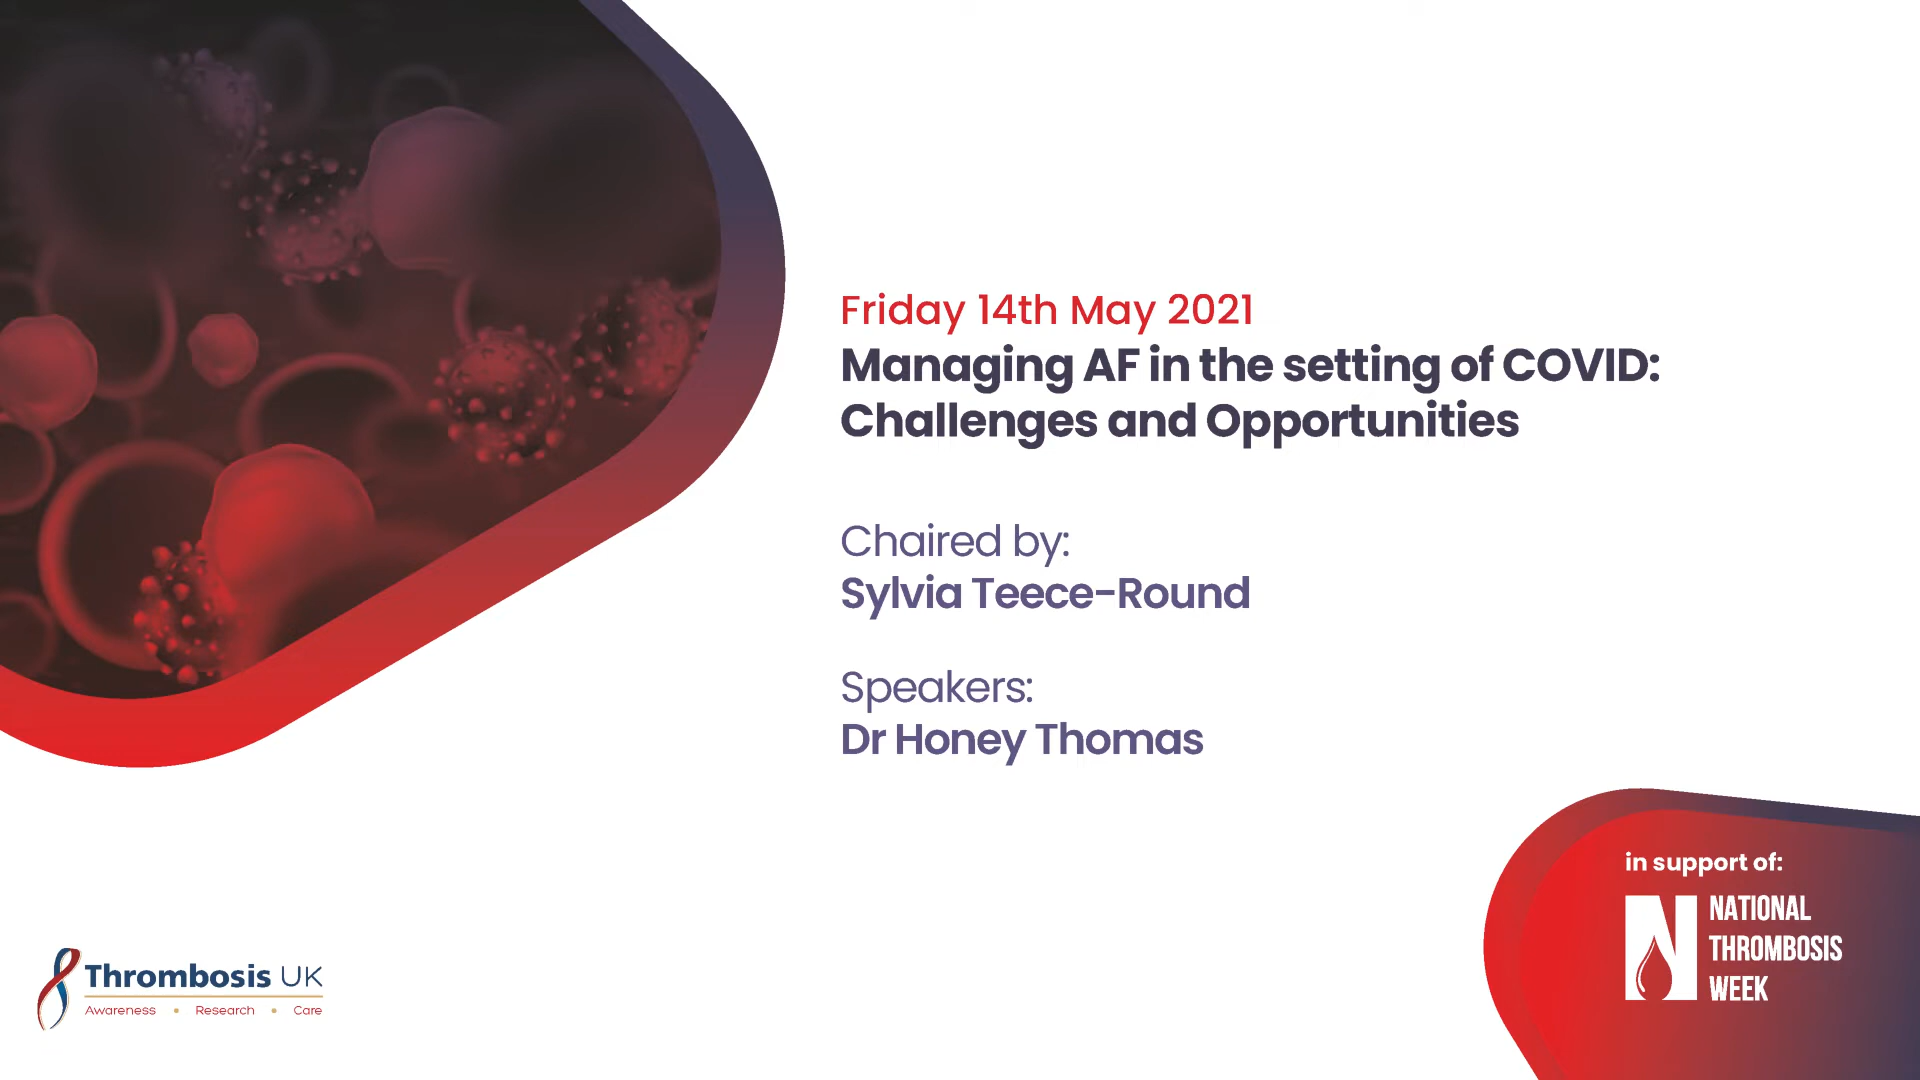 Friday 14th May 2021
Managing AF in the setting of COVID:
Challenges and Opportunities
Chaired by:
Sylvia Teece-Round
Speakers:
Dr Honey Thomas
in support of:
N NATIONAL
THROMBOSIS
WEEK
Thrombosis UK
Awareness • Research • Care